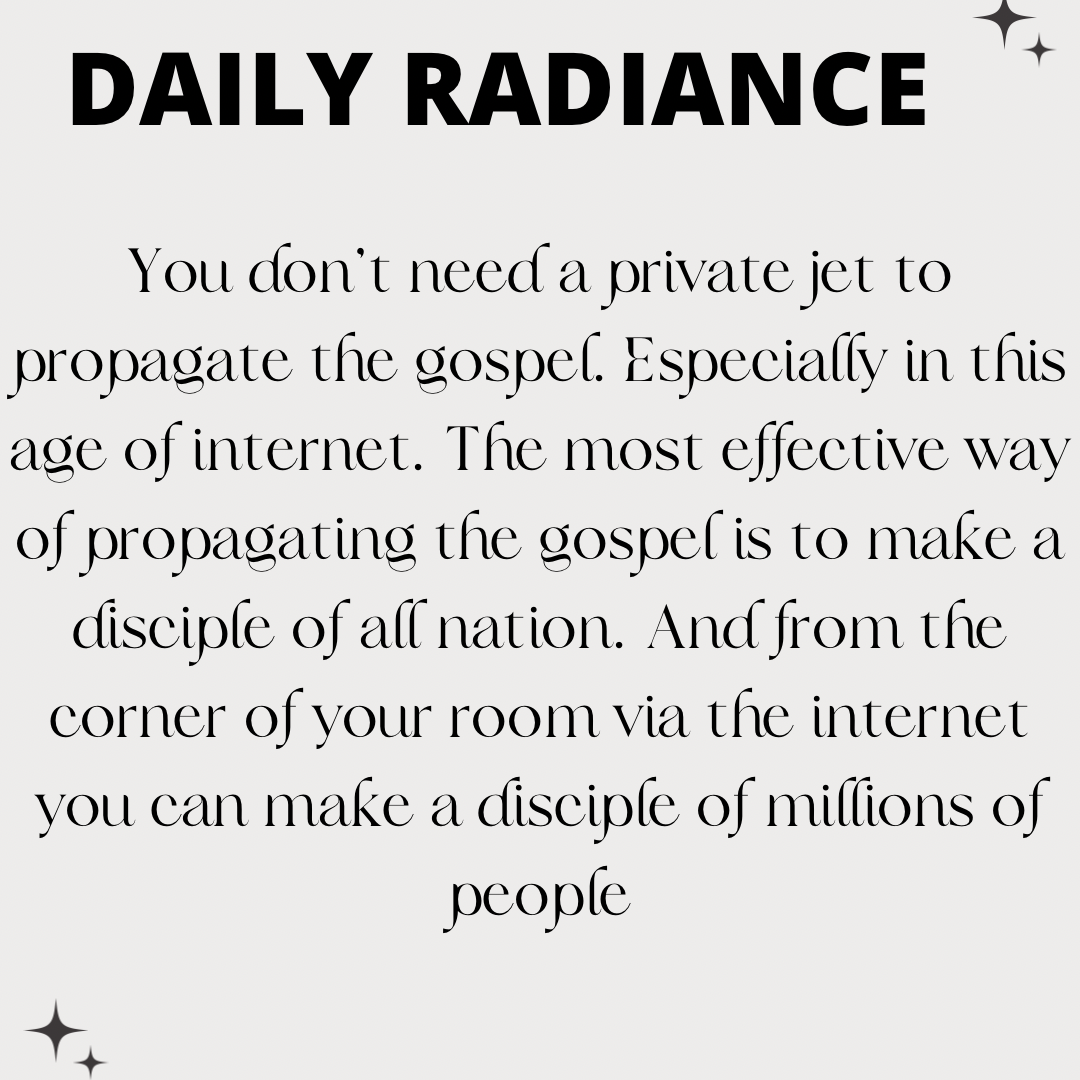 DAILY RADIANCE
You don't need a private jet to
propagate the gospel. Especially in this
age of internet. The most effective way
of propagating the gospel is to make a
disciple of all nation. And from the
corner of your room via the internet
you can make a disciple of millions of
people